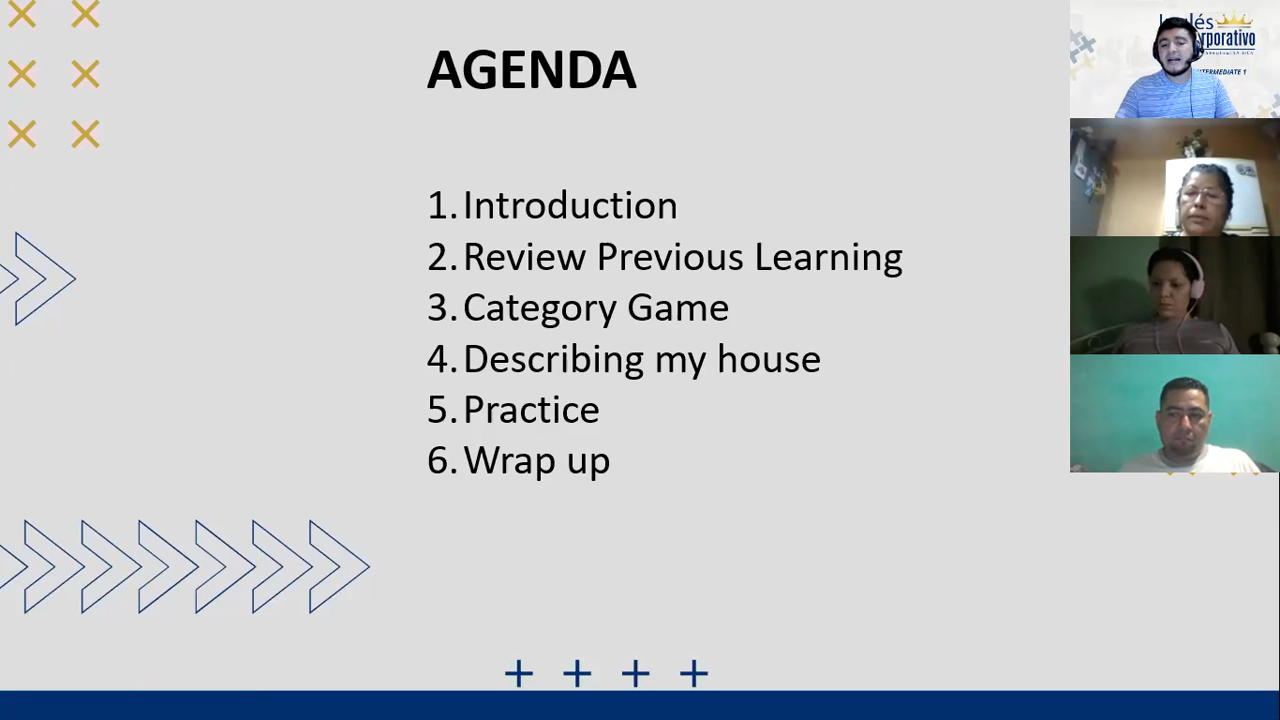 AGENDA
1. Introduction
2. Review Previous Learning
3. Category Game
4. Describing my house
5. Practice
6. Wrap up